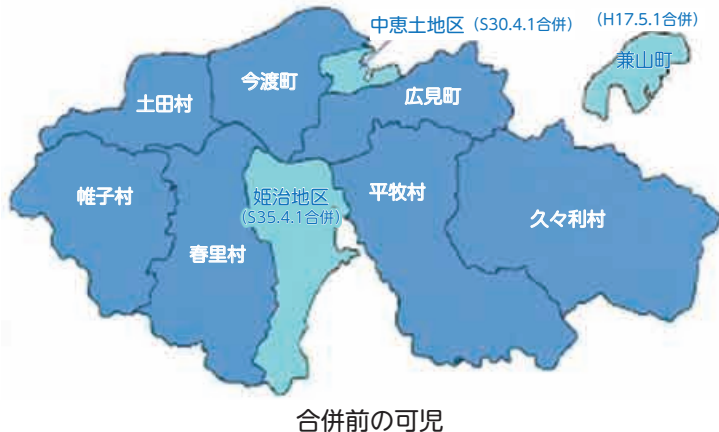 中恵土地区（S30.4.1合併）
（H17.5.1合併）
兼山町
今渡町
土田村
広見町
帷子村
姫治地区
（S35.4.1合併）
平牧村
久々利村
春里村
合併前の可児